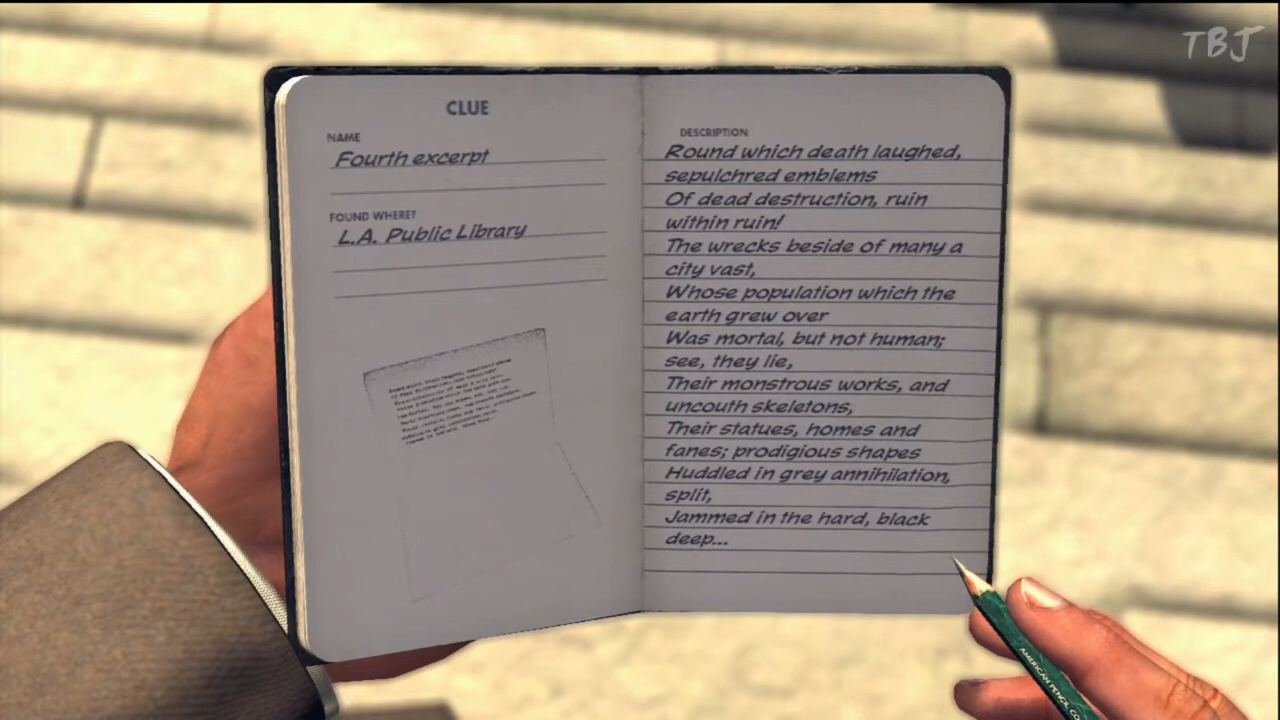 TBJ
CLUE
NAME
Fourth excerpt
FOUND WHERE?
L.A. Public Library
DESCRIPTION
Round which death laughed,
sepulchred emblems
Of dead destruction, ruin
within ruin!
The wrecks beside of many a
city vast,
Whose population which the
earth grew over
Was mortal, but not human;
see, they lie,
Their monstrous works, and
uncouth skeletons,
Their statues, homes and
fanes; prodigious shapes
Huddled in grey annihilation,
split,
Jammed in the hard, black
deep...
AMERICAN PENCIL CO